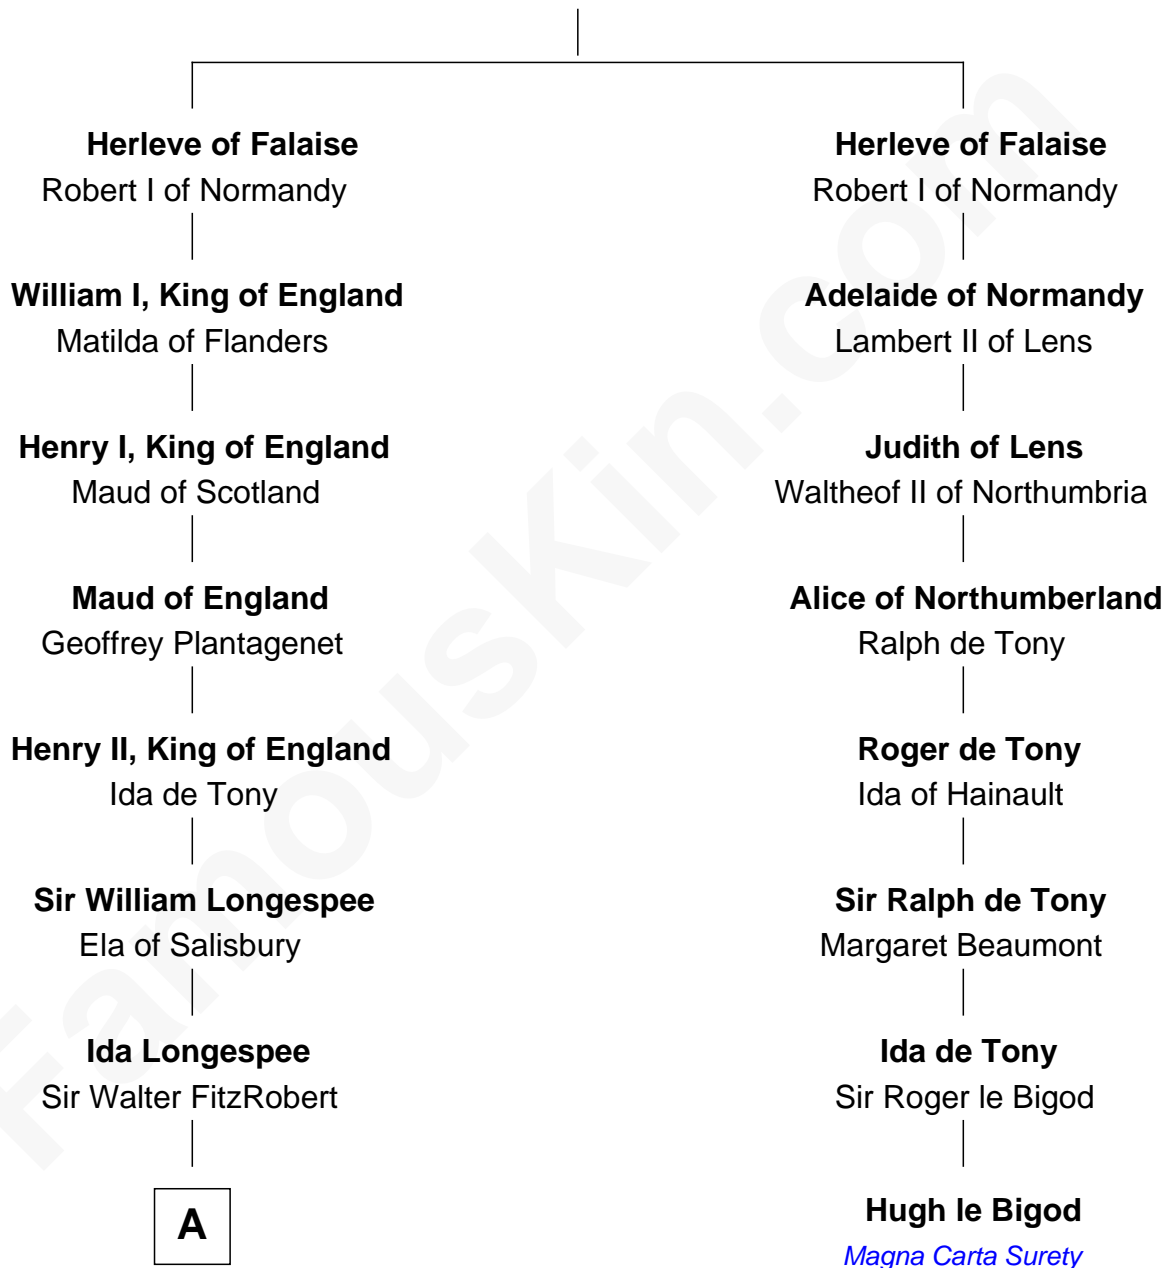 Herleve of Falaise
Robert I of Normandy
William I, King of England
Matilda of Flanders
Henry I, King of England
Maud of Scotland
Maud of England
Geoffrey Plantagenet
Henry II, King of England
Ida de Tony
Sir William Longespee
Ela of Salisbury
Ida Longespee
Sir Walter FitzRobert
A
Herleve of Falaise
Robert I of Normandy
Adelaide of Normandy
Lambert II of Lens
Judith of Lens
Waltheof II of Northumbria
Alice of Northumberland
Ralph de Tony
Roger de Tony
Ida of Hainault
Sir Ralph de Tony
Margaret Beaumont
Ida de Tony
Sir Roger le Bigod
Hugh le Bigod
Magna Carta Surety
FamousKin.com